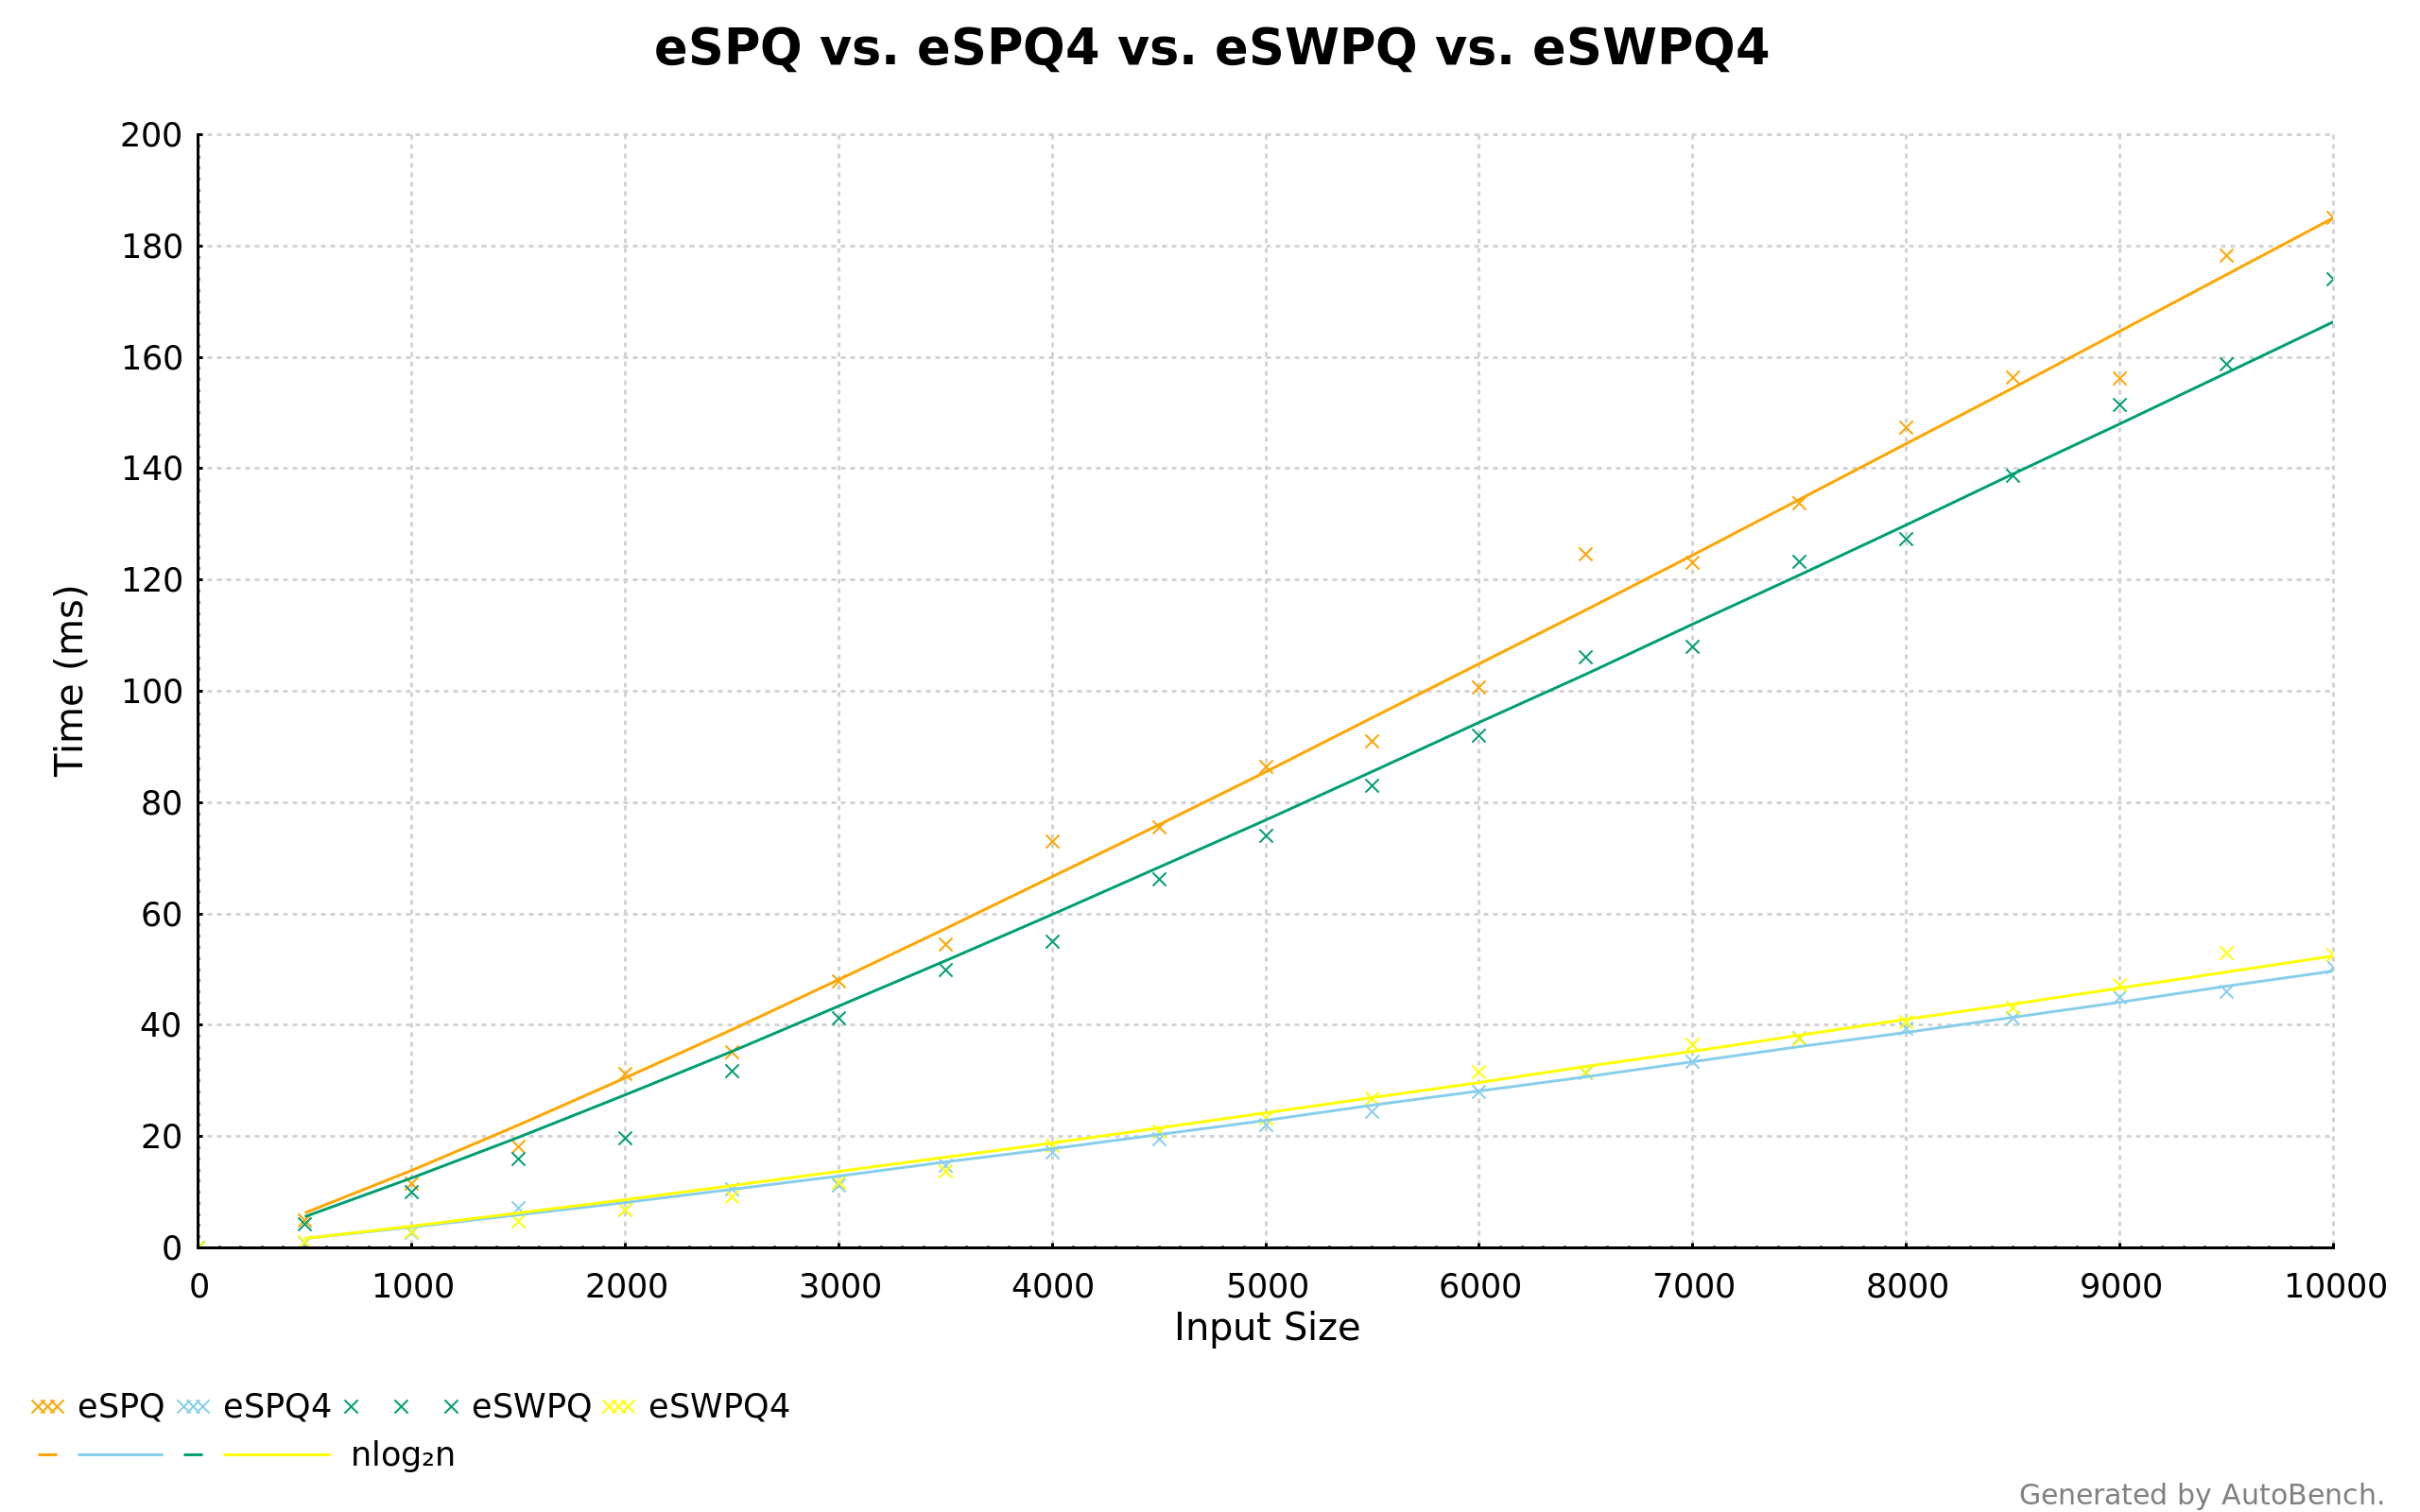 eSPQ vs. eSPQ4 vs. eSWPQ vs. eSWPQ4
200
180
160
140
120
100
80
60
40
20
0
Time (ms)
0 1000 2000 3000 4000 5000 6000 7000 8000 9000 10000
Input Size
eSPQ eSPQ4 eSWPQ eSWPQ4
nlog₂n
Generated by AutoBench.